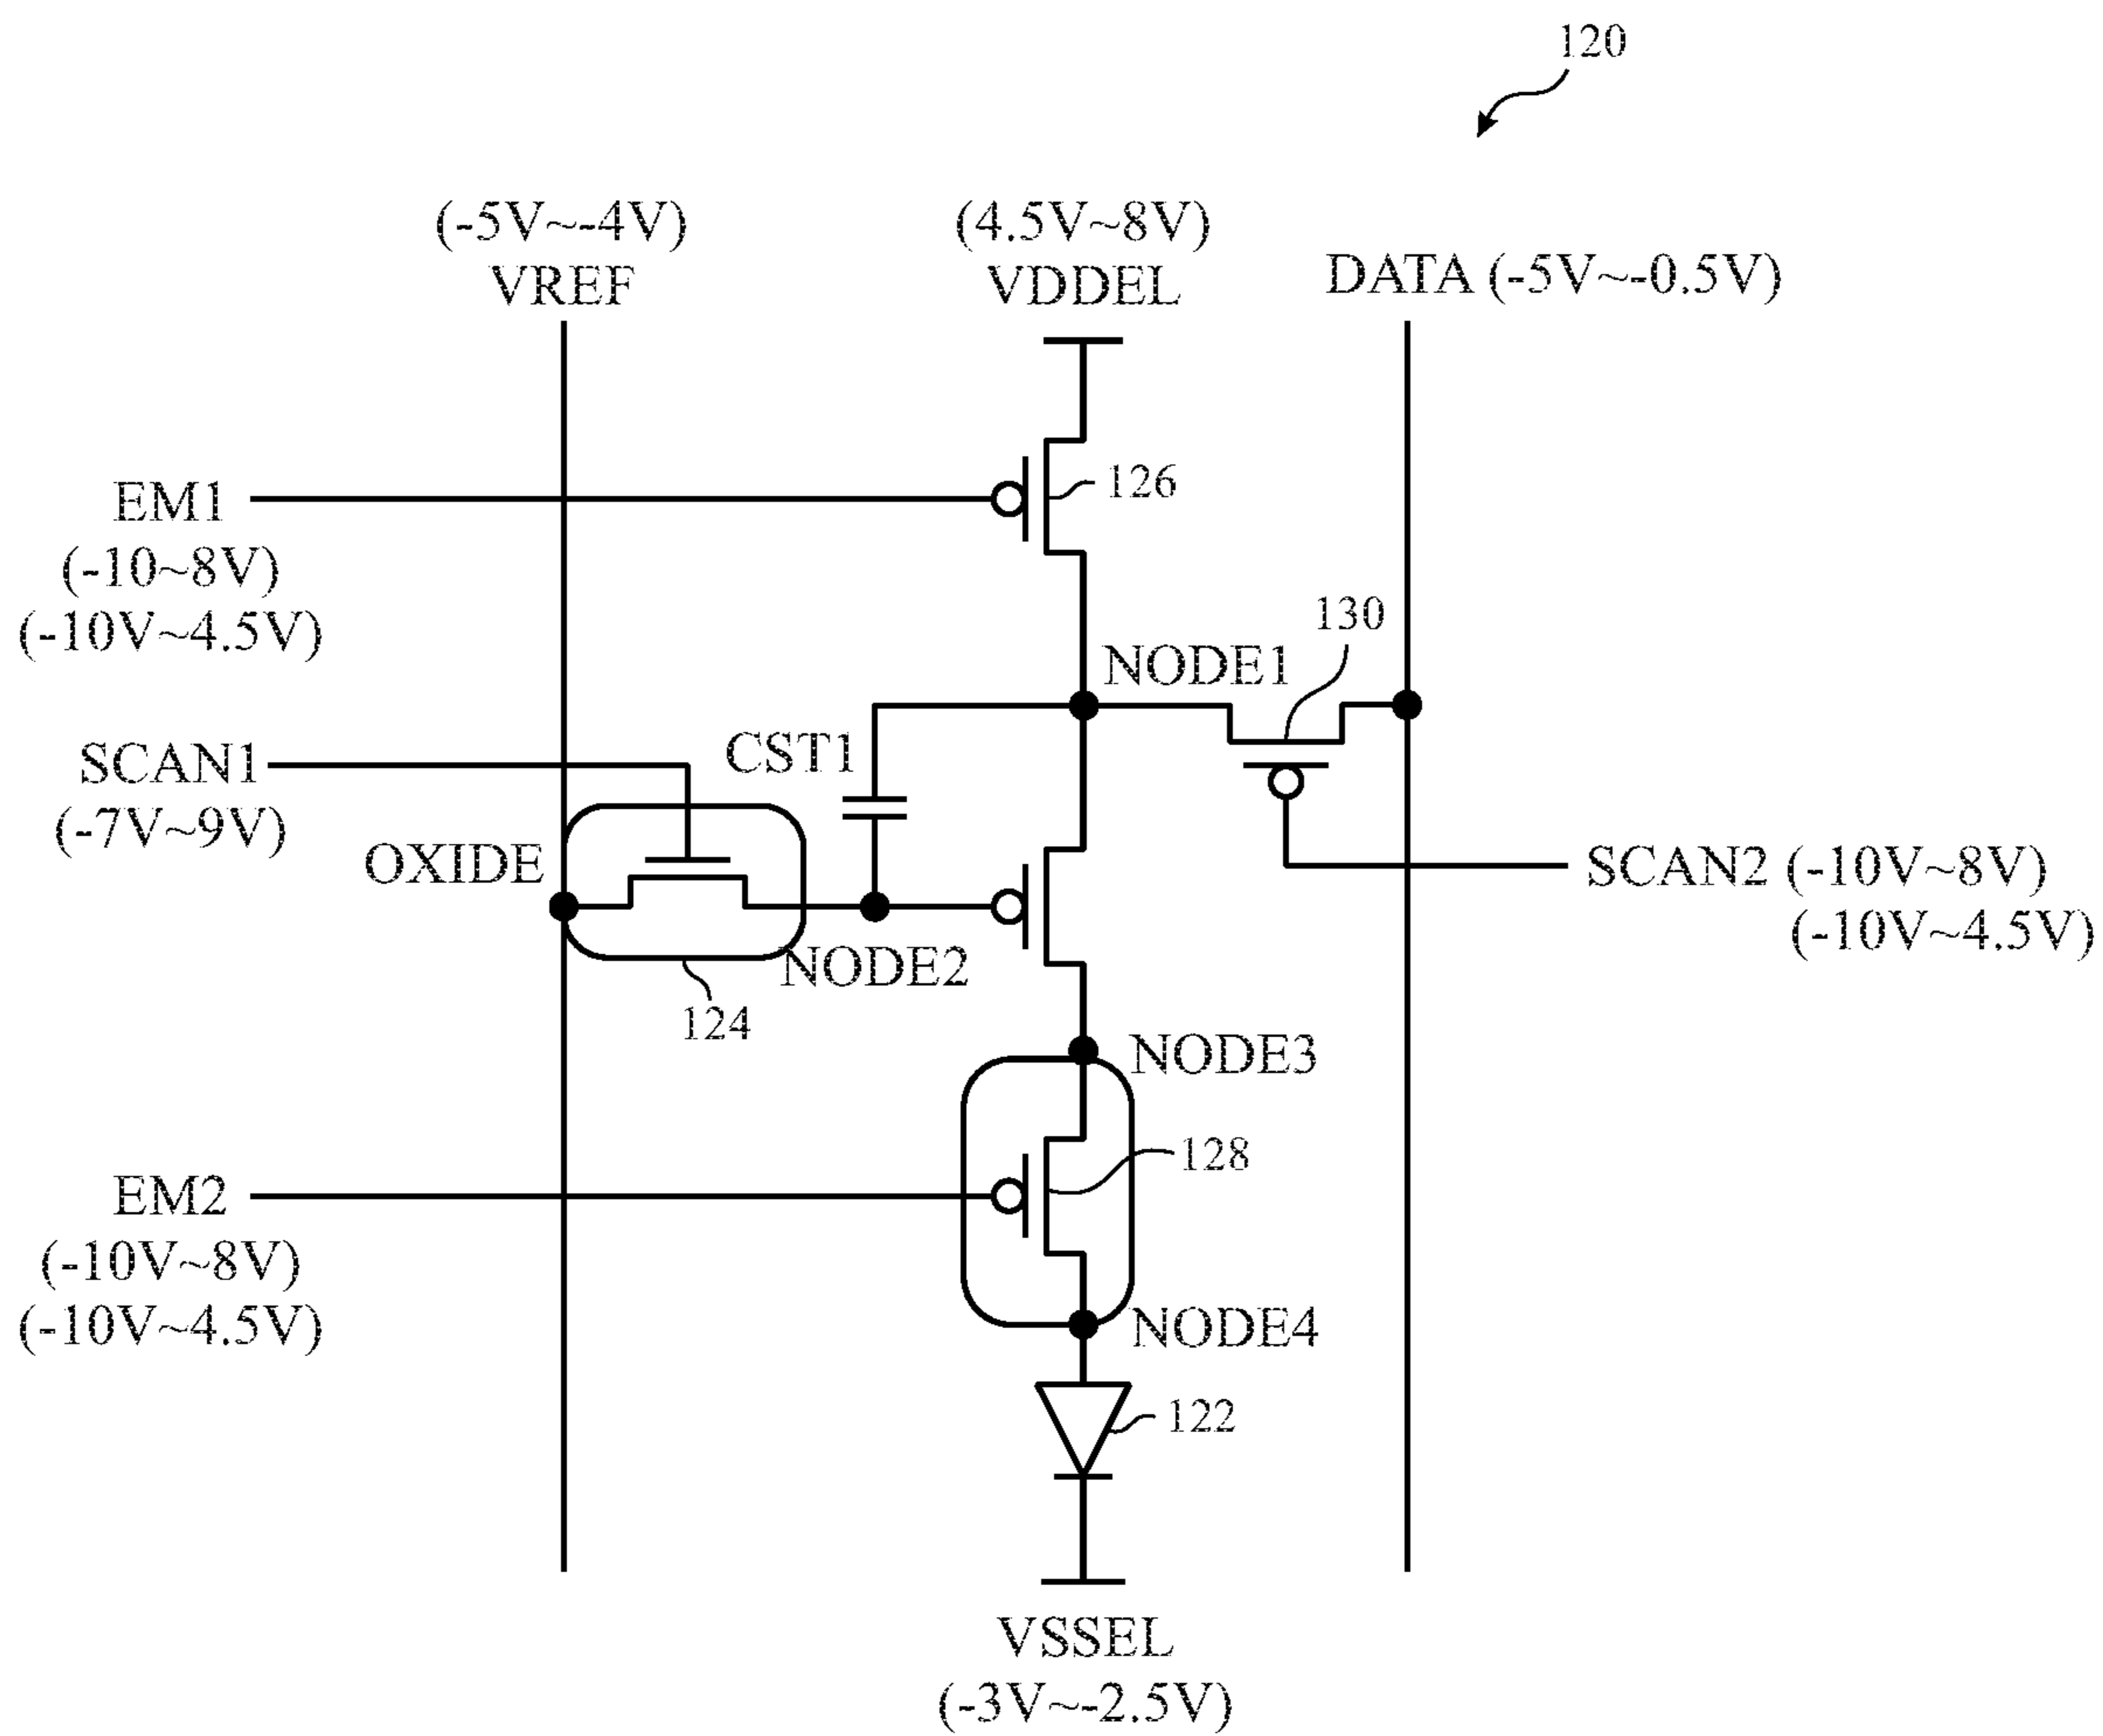 120
(-5V~-4V)
VREF
(4.5V~8V)
VDDEL
DATA (-5V~-0.5V)
EM1
(-10~8V)
(-10V~4.5V)
126
130
NODE1
SCAN1
(-7V~9V)
CST1
OXIDE
SCAN2 (-10V~8V)
(-10V~4.5V)
NODE2
124
NODE3
128
EM2
(-10V~8V)
(-10V~4.5V)
NODE4
122
VSSEL
(-3V~-2.5V)